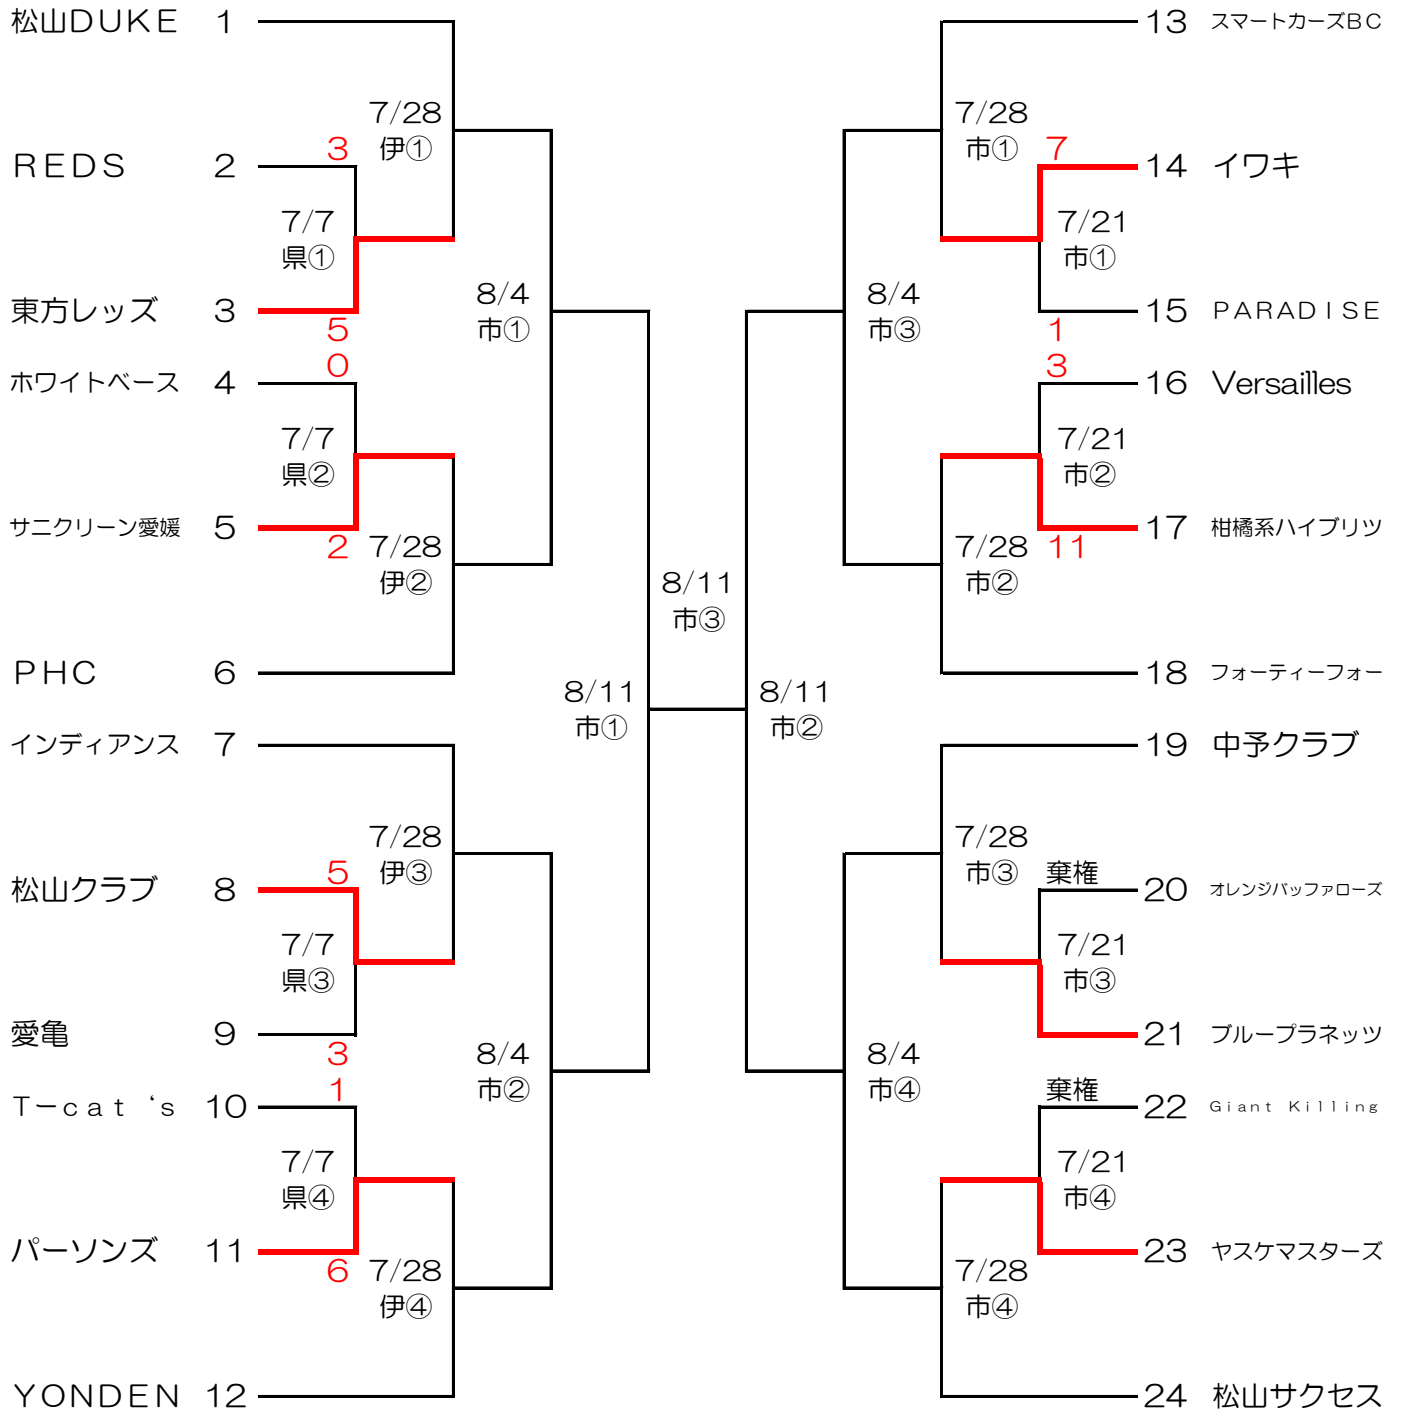 松山DUKE 1
7/28
伊①
REDS 2
3
7/7
県①
東方レッズ 3
5
8/4
市①
ホワイトベース 4
0
7/7
県②
サニクリーン愛媛 5
2
7/28
伊②
PHC 6
8/11
市①
インディアンス 7
7/28
伊③
松山クラブ 8
5
7/7
県③
愛亀 9
3
8/4
市②
T－cat‘s 10
1
7/7
県④
パーソンズ 11
6
7/28
伊④
YONDEN 12
8/11
市③
13 スマートカーズBC
7/28
市①
7
14 イワキ
7/21
市①
8/4
市③
1
15 PARADISE
3
16 Versailles
7/21
市②
11
17 柑橘系ハイブリツ
7/28
市②
18 フォーティーフォー
8/11
市②
19 中予クラブ
7/28
市③
棄権
20 オレンジバッファローズ
7/21
市③
21 ブループラネッツ
8/4
市④
棄権
22 Giant Killing
7/21
市④
23 ヤスケマスターズ
7/28
市④
24 松山サクセス